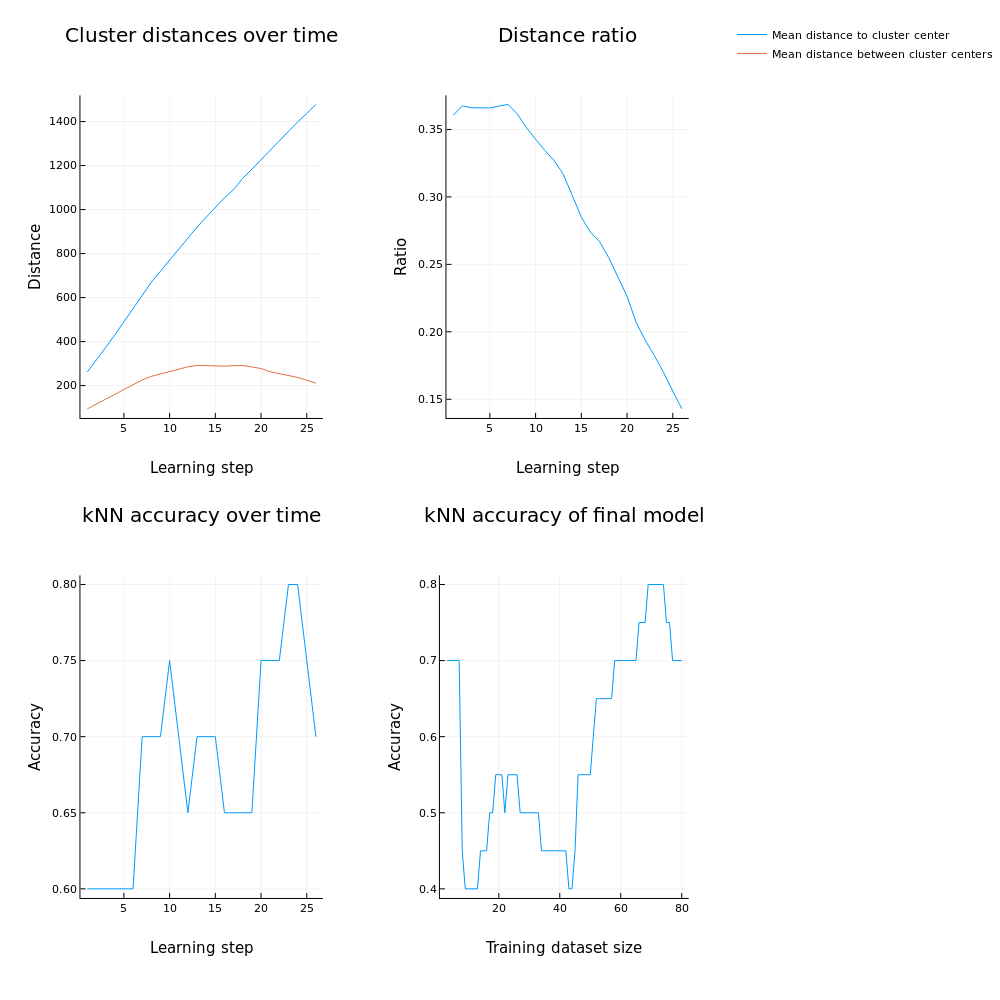 Cluster distances over time
Distance ratio
Mean distance to cluster center
Mean distance between cluster centers
Distance
1400
1200
1000
800
600
400
200
5 10 15 20 25
Learning step
Ratio
0.35
0.30
0.25
0.20
0.15
5 10 15 20 25
Learning step
kNN accuracy over time
kNN accuracy of final model
Accuracy
0.80
0.75
0.70
0.65
0.60
5 10 15 20 25
Learning step
Accuracy
0.8
0.7
0.6
0.5
0.4
20 40 60 80
Training dataset size